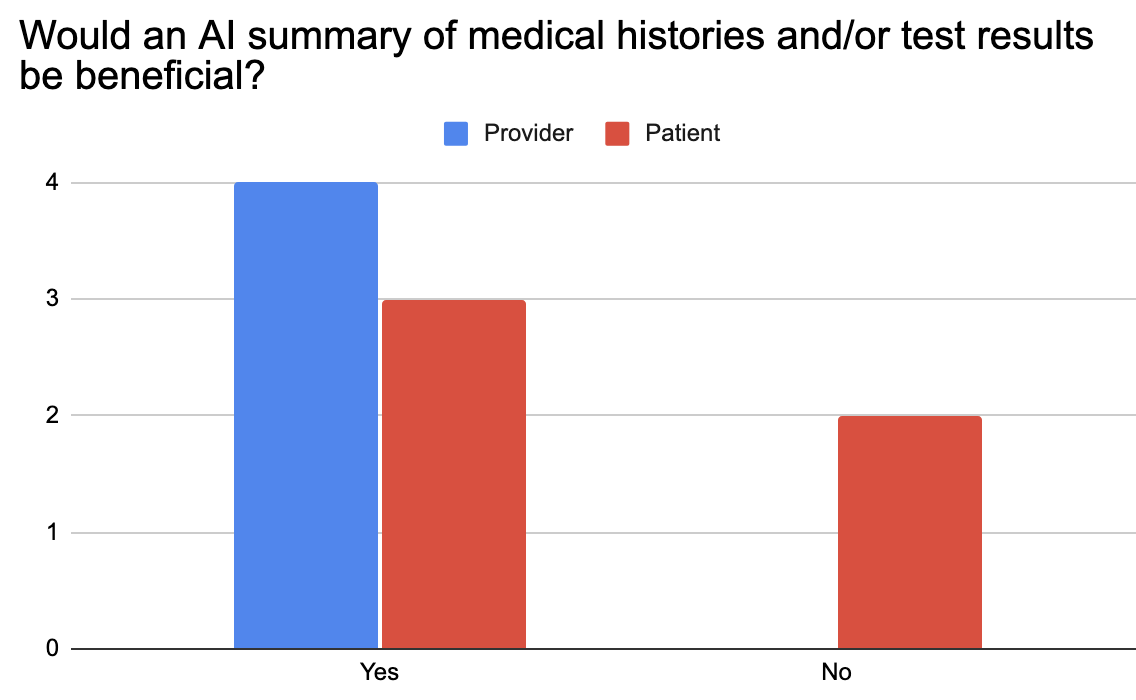 Would an AI summary of medical histories and/or test results
be beneficial?
Provider Patient
4
3
2
1
0
Yes No